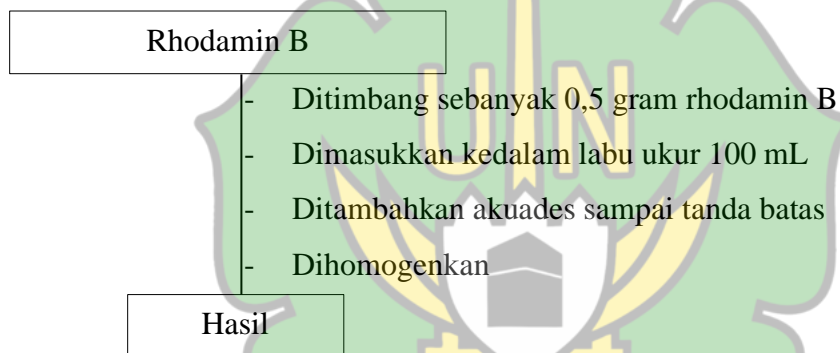 Rhodamin B
- Ditimbang sebanyak 0,5 gram rhodamin B
- Dimasukkan kedalam labu ukur 100 mL
- Ditambahkan akuades sampai tanda batas
- Dihomogenkan
Hasil
UIN